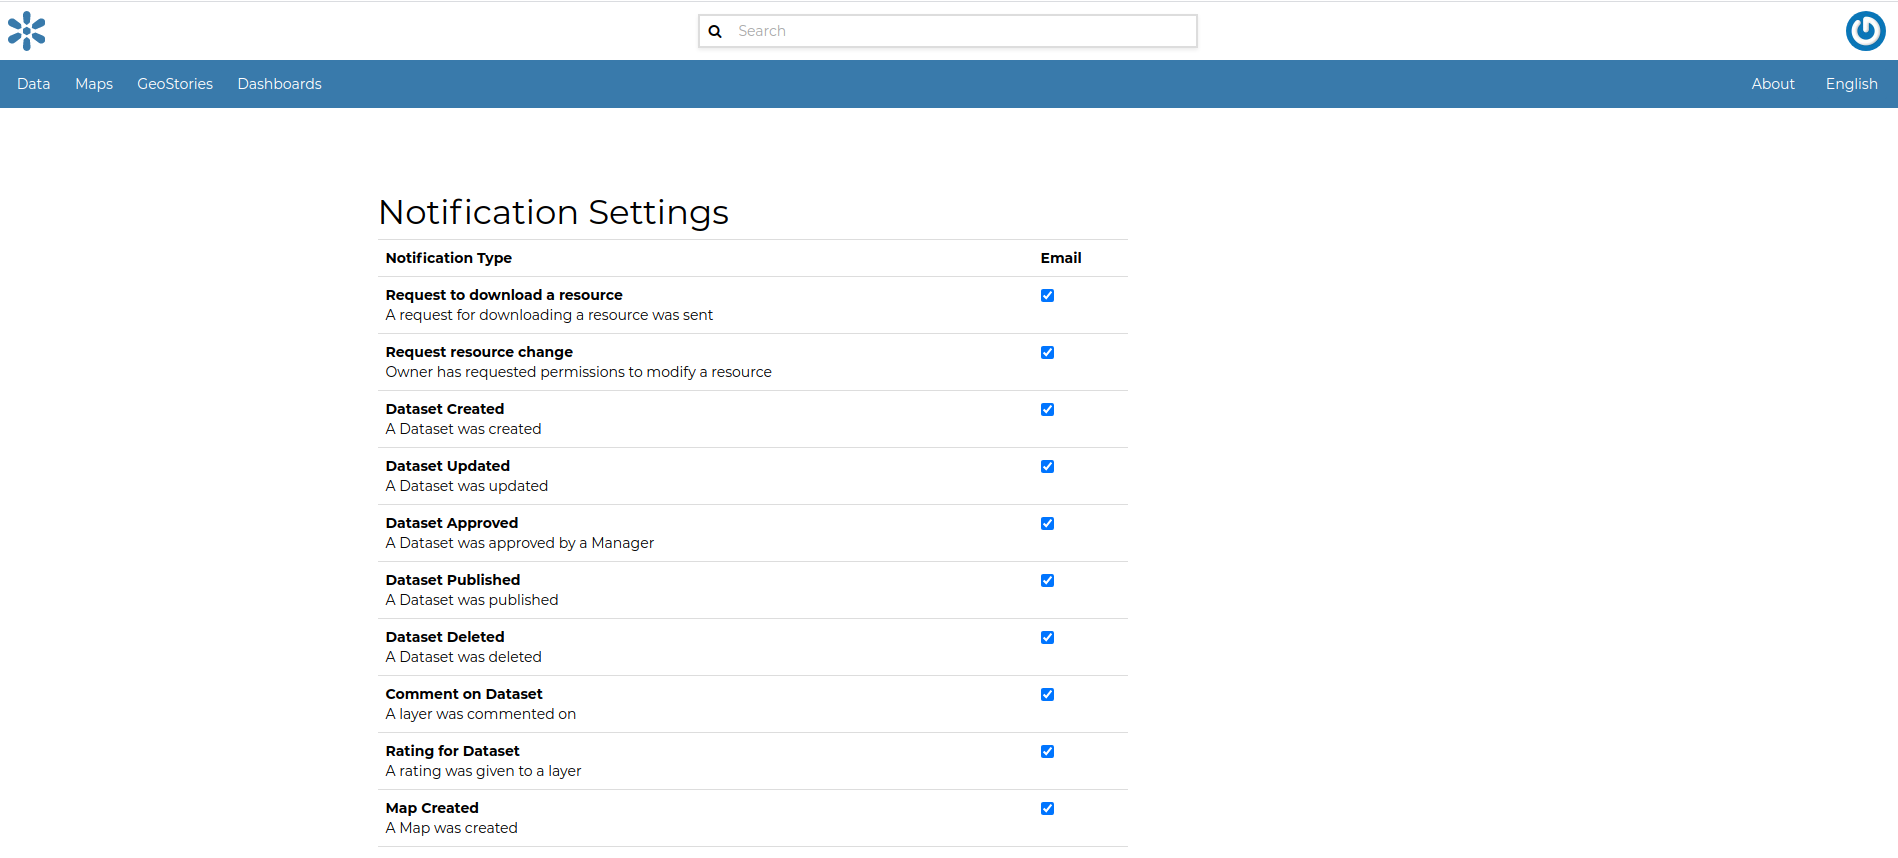 Search
Data Maps GeoStories Dashboards About English
Notification Settings
Notification Type Email
Request to download a resource
A request for downloading a resource was sent
Request resource change
Owner has requested permissions to modify a resource
Dataset Created
A Dataset was created
Dataset Updated
A Dataset was updated
Dataset Approved
A Dataset was approved by a Manager
Dataset Published
A Dataset was published
Dataset Deleted
A Dataset was deleted
Comment on Dataset
A layer was commented on
Rating for Dataset
A rating was given to a layer
Map Created
A Map was created